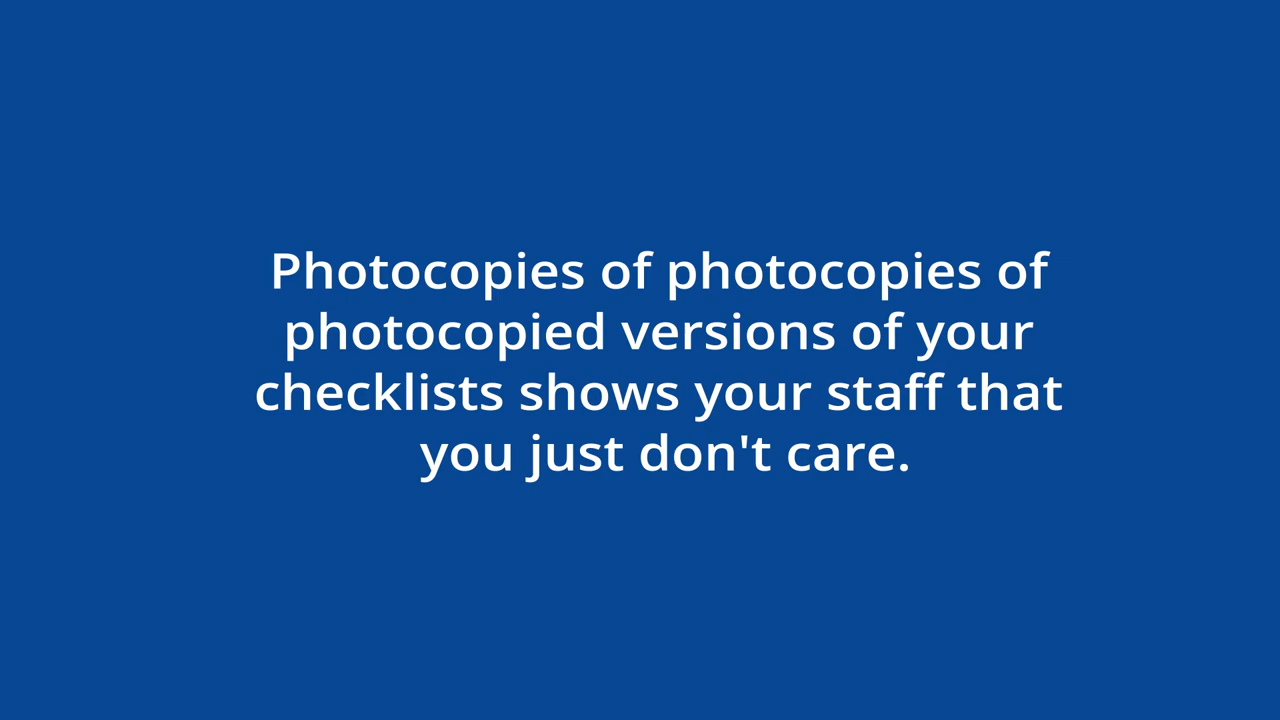 Photocopies of photocopies of
photocopied versions of your
checklists shows your staff that
you just don't care.